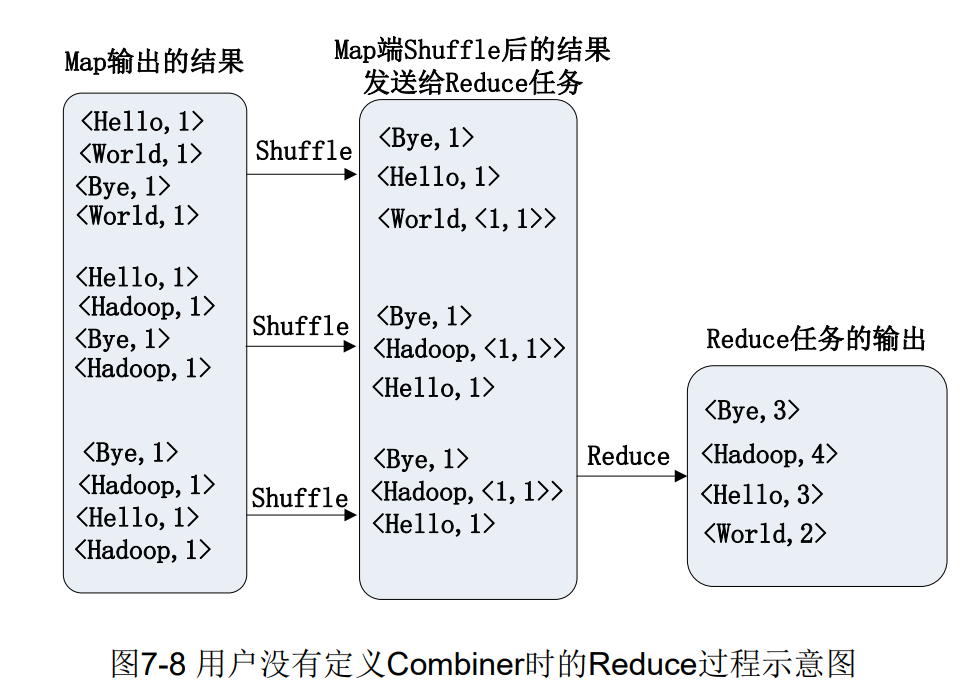 Map输出的结果
<Hello,1>
<World,1>
<Bye,1>
<World,1>
<Hello,1>
<Hadoop,1>
<Bye,1>
<Hadoop,1>
<Bye,1>
<Hadoop,1>
<Hello,1>
<Hadoop,1>
Shuffle
Shuffle
Shuffle
Map端Shuffle后的结果
发送给Reduce任务
<Bye,1>
<Hello,1>
<World,<1,1>>
<Bye,1>
<Hadoop,<1,1>>
<Hello,1>
<Bye,1>
<Hadoop,<1,1>>
<Hello,1>
Reduce
Reduce任务的输出
<Bye,3>
<Hadoop,4>
<Hello,3>
<World,2>
图7-8 用户没有定义Combiner时的Reduce过程示意图